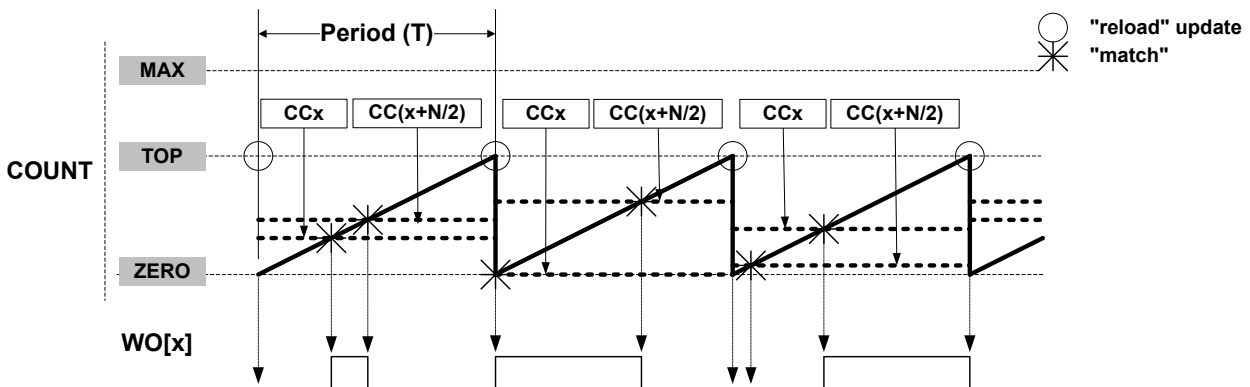 Period (T)
"reload" update
"match"
MAX
CCx
CC(x+N/2)
CCx
CC(x+N/2)
CCx
CC(x+N/2)
TOP
COUNT
ZERO
WO[x]